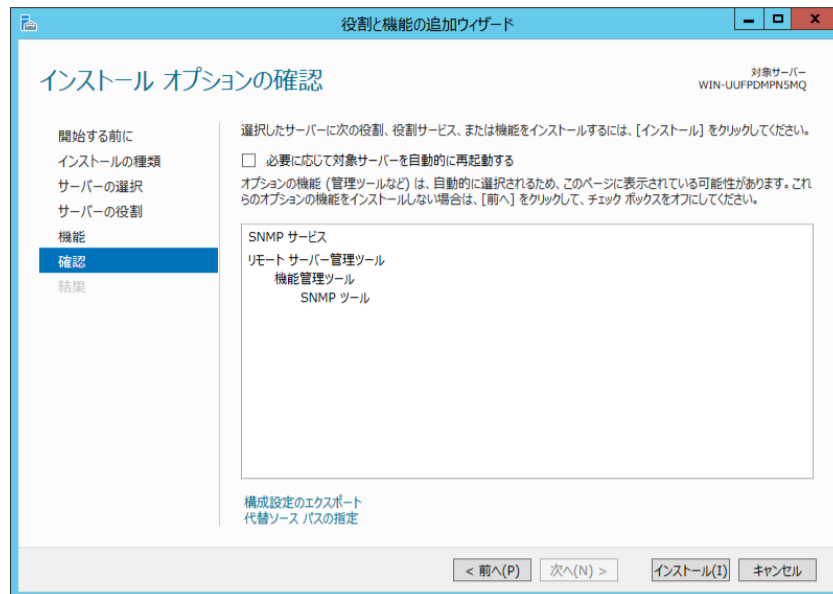 役割と機能の追加ウィザード
インストール オプションの確認
対象サーバー
WIN-UUFPDMPN5MQ
開始する前に
インストールの種類
サーバーの選択
サーバーの役割
機能
確認
結果
選択したサーバーに次の役割、役割サービス、または機能をインストールするには、[インストール] をクリックしてください。
必要に応じて対象サーバーを自動的に再起動する
オプションの機能 (管理ツールなど) は、自動的に選択されるため、このページに表示されている可能性があります。これ
らのオプションの機能をインストールしない場合は、[前へ] をクリックして、チェック ボックスをオフにしてください。
SNMP サービス
リモート サーバー管理ツール
機能管理ツール
SNMP ツール
構成設定のエクスポート
代替ソース パスの指定
< 前へ(P)
次へ(N) >
インストール(I)
キャンセル